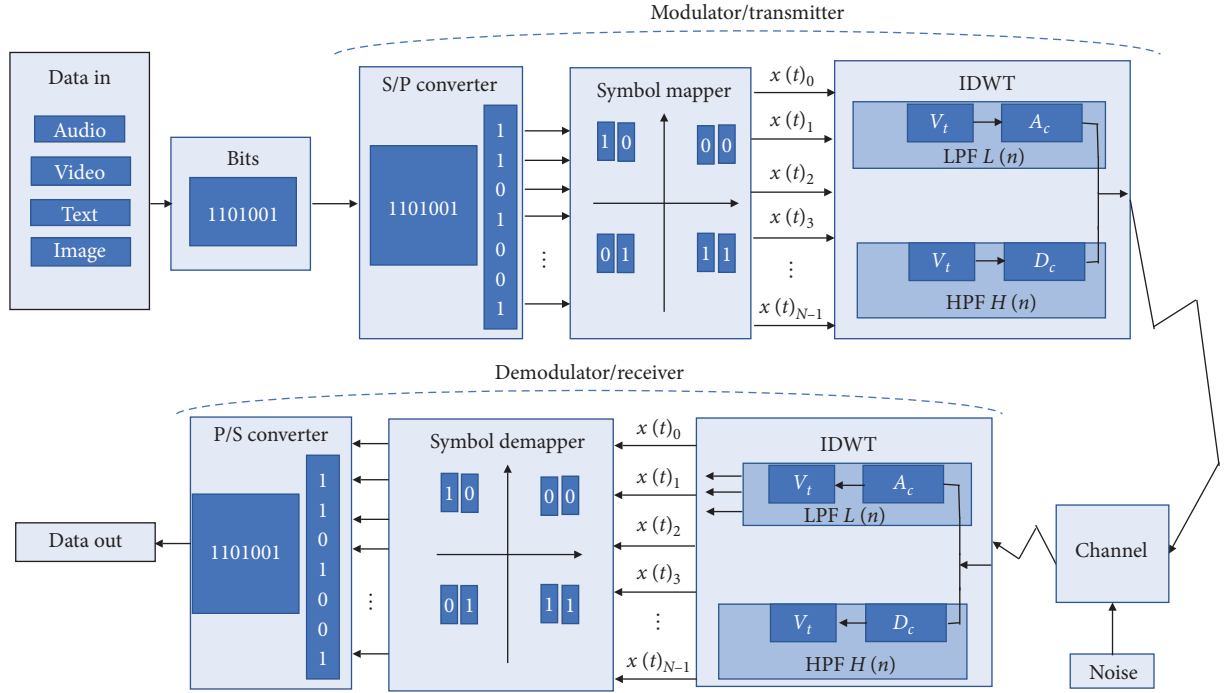 Modulator/transmitter
Data in
Audio
Video
Text
Image
Bits
1101001
S/P converter
1101001
1
1
0
1
0
0
1
⋮
Symbol mapper
1 0
0 0
0 1
1 1
x (t)0
x (t)1
x (t)2
x (t)3
⋮
x (t)N–1
IDWT
Vt
Ac
LPF L (n)
Vt
Dc
HPF H (n)
Demodulator/receiver
P/S converter
1101001
1
1
0
1
0
0
1
⋮
Symbol demapper
1 0
0 0
0 1
1 1
x (t)0
x (t)1
x (t)2
x (t)3
⋮
x (t)N–1
IDWT
Vt
Ac
LPF L (n)
Vt
Dc
HPF H (n)
Data out
Channel
Noise